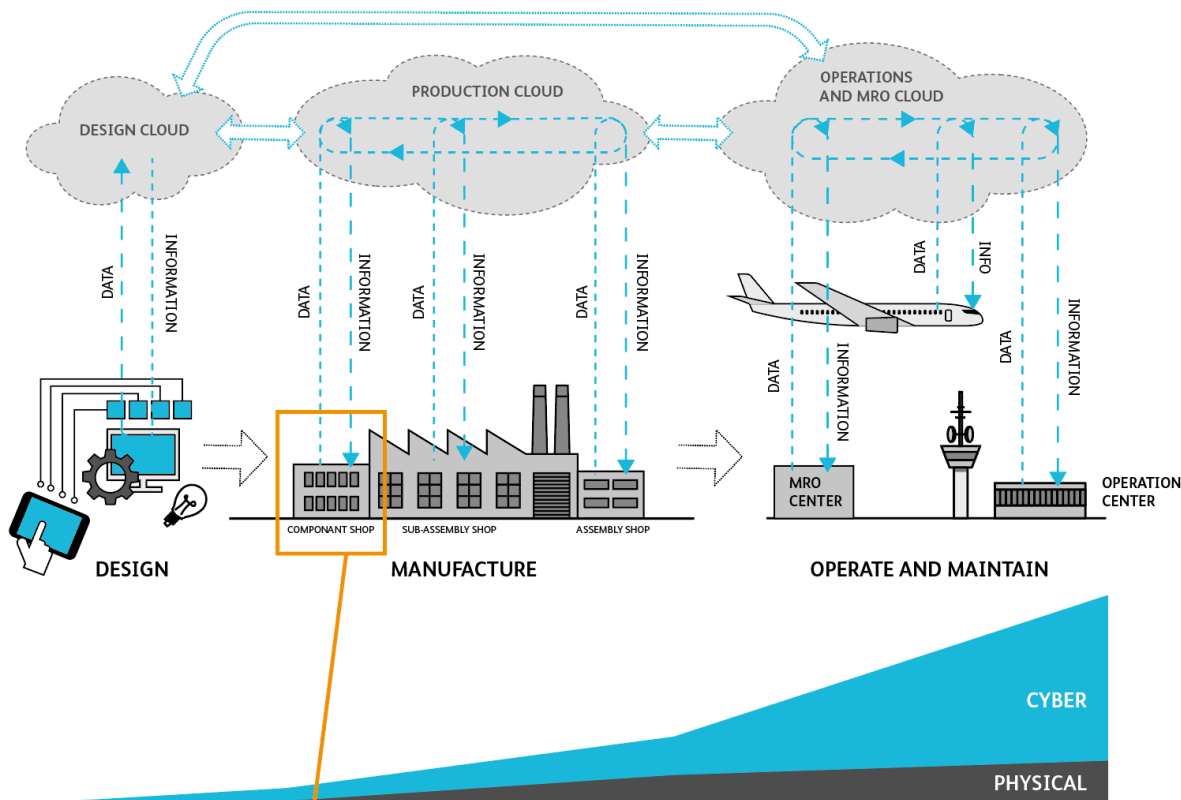 DESIGN CLOUD
PRODUCTION CLOUD
OPERATIONS
AND MRO CLOUD
DATA
INFORMATION
DATA
INFORMATION
DATA
INFORMATION
DATA
INFORMATION
DATA
INFORMATION
DATA
INFO
DATA
INFORMATION
MRO
CENTER
OPERATION
CENTER
COMPONANT SHOP
SUB-ASSEMBLY SHOP
ASSEMBLY SHOP
DESIGN
MANUFACTURE
OPERATE AND MAINTAIN
CYBER
PHYSICAL